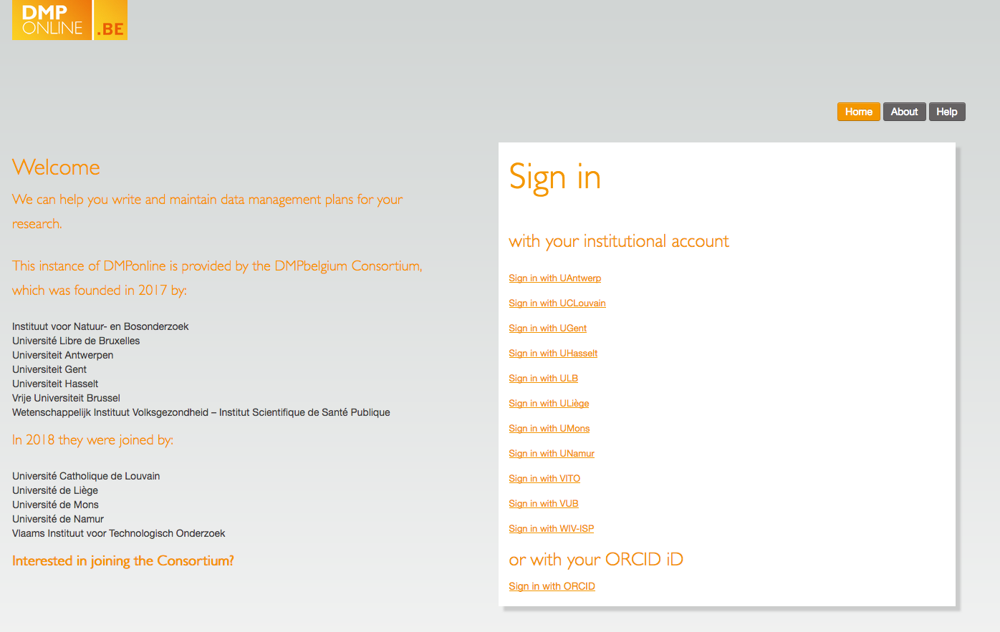 DMP
ONLINE .BE
Home About Help
Welcome
We can help you write and maintain data management plans for your
research.
This instance of DMPonline is provided by the DMPbelgium Consortium,
which was founded in 2017 by:
Instituut voor Natuur- en Bosonderzoek
Université Libre de Bruxelles
Universiteit Antwerpen
Universiteit Gent
Universiteit Hasselt
Vrije Universiteit Brussel
Wetenschappelijk Instituut Volksgezondheid – Institut Scientifique de Santé Publique
In 2018 they were joined by:
Université Catholique de Louvain
Université de Liège
Université de Mons
Université de Namur
Vlaams Instituut voor Technologisch Onderzoek
Interested in joining the Consortium?
Sign in
with your institutional account
Sign in with UAntwerp
Sign in with UCLouvain
Sign in with UGent
Sign in with UHasselt
Sign in with ULB
Sign in with ULiège
Sign in with UMons
Sign in with UNamur
Sign in with VITO
Sign in with VUB
Sign in with WIV-ISP
or with your ORCID iD
Sign in with ORCID